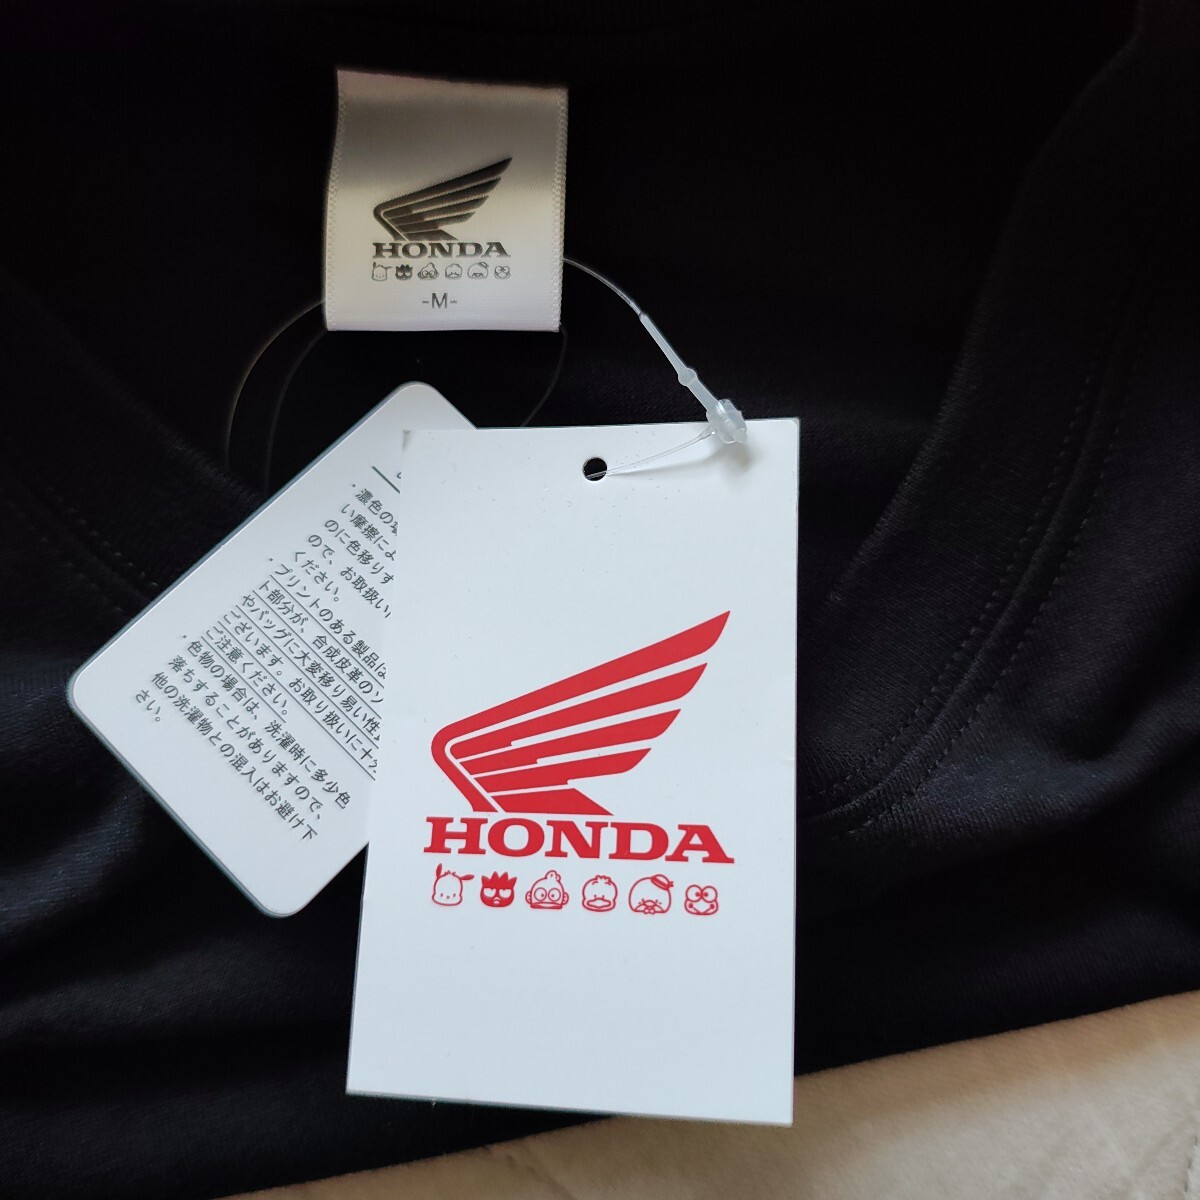 HONDA
-M-
・濃色の場
い摩擦によ
のに色移りす
ので、お取扱い
ください。
・プリントのある製品は
ト部分が、合成皮革のソ
やバッグに大変移り易い性
ございます。お取り扱いに十分
ご注意ください。
・色物の場合は、洗濯時に多少色
落ちすることがありますので、
他の洗濯物との混入はお避け下
さい。
HONDA